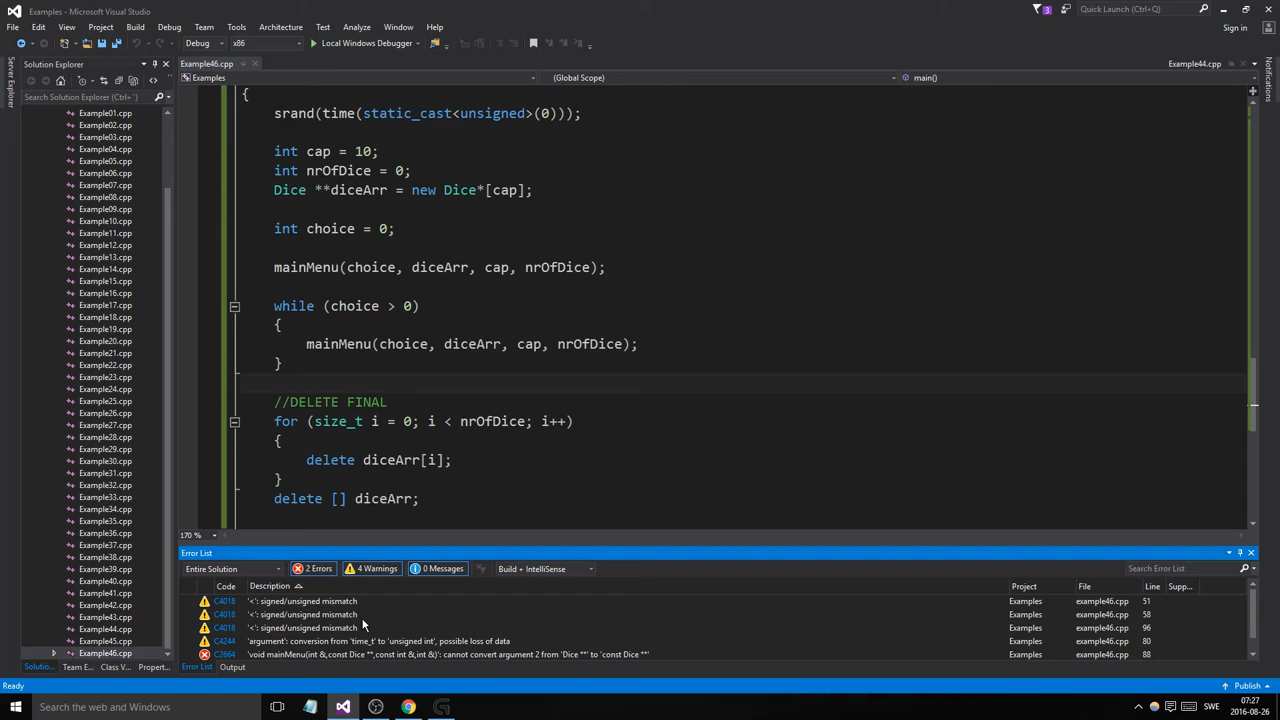 Examples - Microsoft Visual Studio
3
Quick Launch (Ctrl+Q)
File Edit View Project Build Debug Team Tools Architecture Test Analyze Window Help
Sign in
Debug x86 Local Windows Debugger
Server Explorer
Solution Explorer
Search Solution Explorer (Ctrl+
Example01.cpp
Example02.cpp
Example03.cpp
Example04.cpp
Example05.cpp
Example06.cpp
Example07.cpp
Example08.cpp
Example09.cpp
Example10.cpp
Example11.cpp
Example12.cpp
Example13.cpp
Example14.cpp
Example15.cpp
Example16.cpp
Example17.cpp
Example18.cpp
Example19.cpp
Example20.cpp
Example21.cpp
Example22.cpp
Example23.cpp
Example24.cpp
Example25.cpp
Example26.cpp
Example27.cpp
Example28.cpp
Example29.cpp
Example30.cpp
Example31.cpp
Example32.cpp
Example33.cpp
Example34.cpp
Example35.cpp
Example36.cpp
Example37.cpp
Example38.cpp
Example39.cpp
Example40.cpp
Example41.cpp
Example42.cpp
Example43.cpp
Example44.cpp
Example45.cpp
Example46.cpp
Solutio... Team E... Class V... Propert...
Example46.cpp Example44.cpp
Examples (Global Scope) main()
Notifications
{
srand(time(static_cast<unsigned>(0)));
int cap = 10;
int nrOfDice = 0;
Dice **diceArr = new Dice*[cap];
int choice = 0;
mainMenu(choice, diceArr, cap, nrOfDice);
while (choice > 0)
{
mainMenu(choice, diceArr, cap, nrOfDice);
}
//DELETE FINAL
for (size_t i = 0; i < nrOfDice; i++)
{
delete diceArr[i];
}
delete [] diceArr;
170 %
Error List
Entire Solution 2 Errors 4 Warnings 0 Messages Build + IntelliSense Search Error List
Code Description Project File Line Supp...
C4018 '<': signed/unsigned mismatch Examples example46.cpp 51
C4018 '<': signed/unsigned mismatch Examples example46.cpp 58
C4018 '<': signed/unsigned mismatch Examples example46.cpp 96
C4244 'argument': conversion from 'time_t' to 'unsigned int', possible loss of data Examples example46.cpp 80
C2664 'void mainMenu(int &,const Dice **,const int &,int &)': cannot convert argument 2 from 'Dice **' to 'const Dice **' Examples example46.cpp 88
Error List Output
Ready Publish
Search the web and Windows
SWE
07:27
2016-08-26